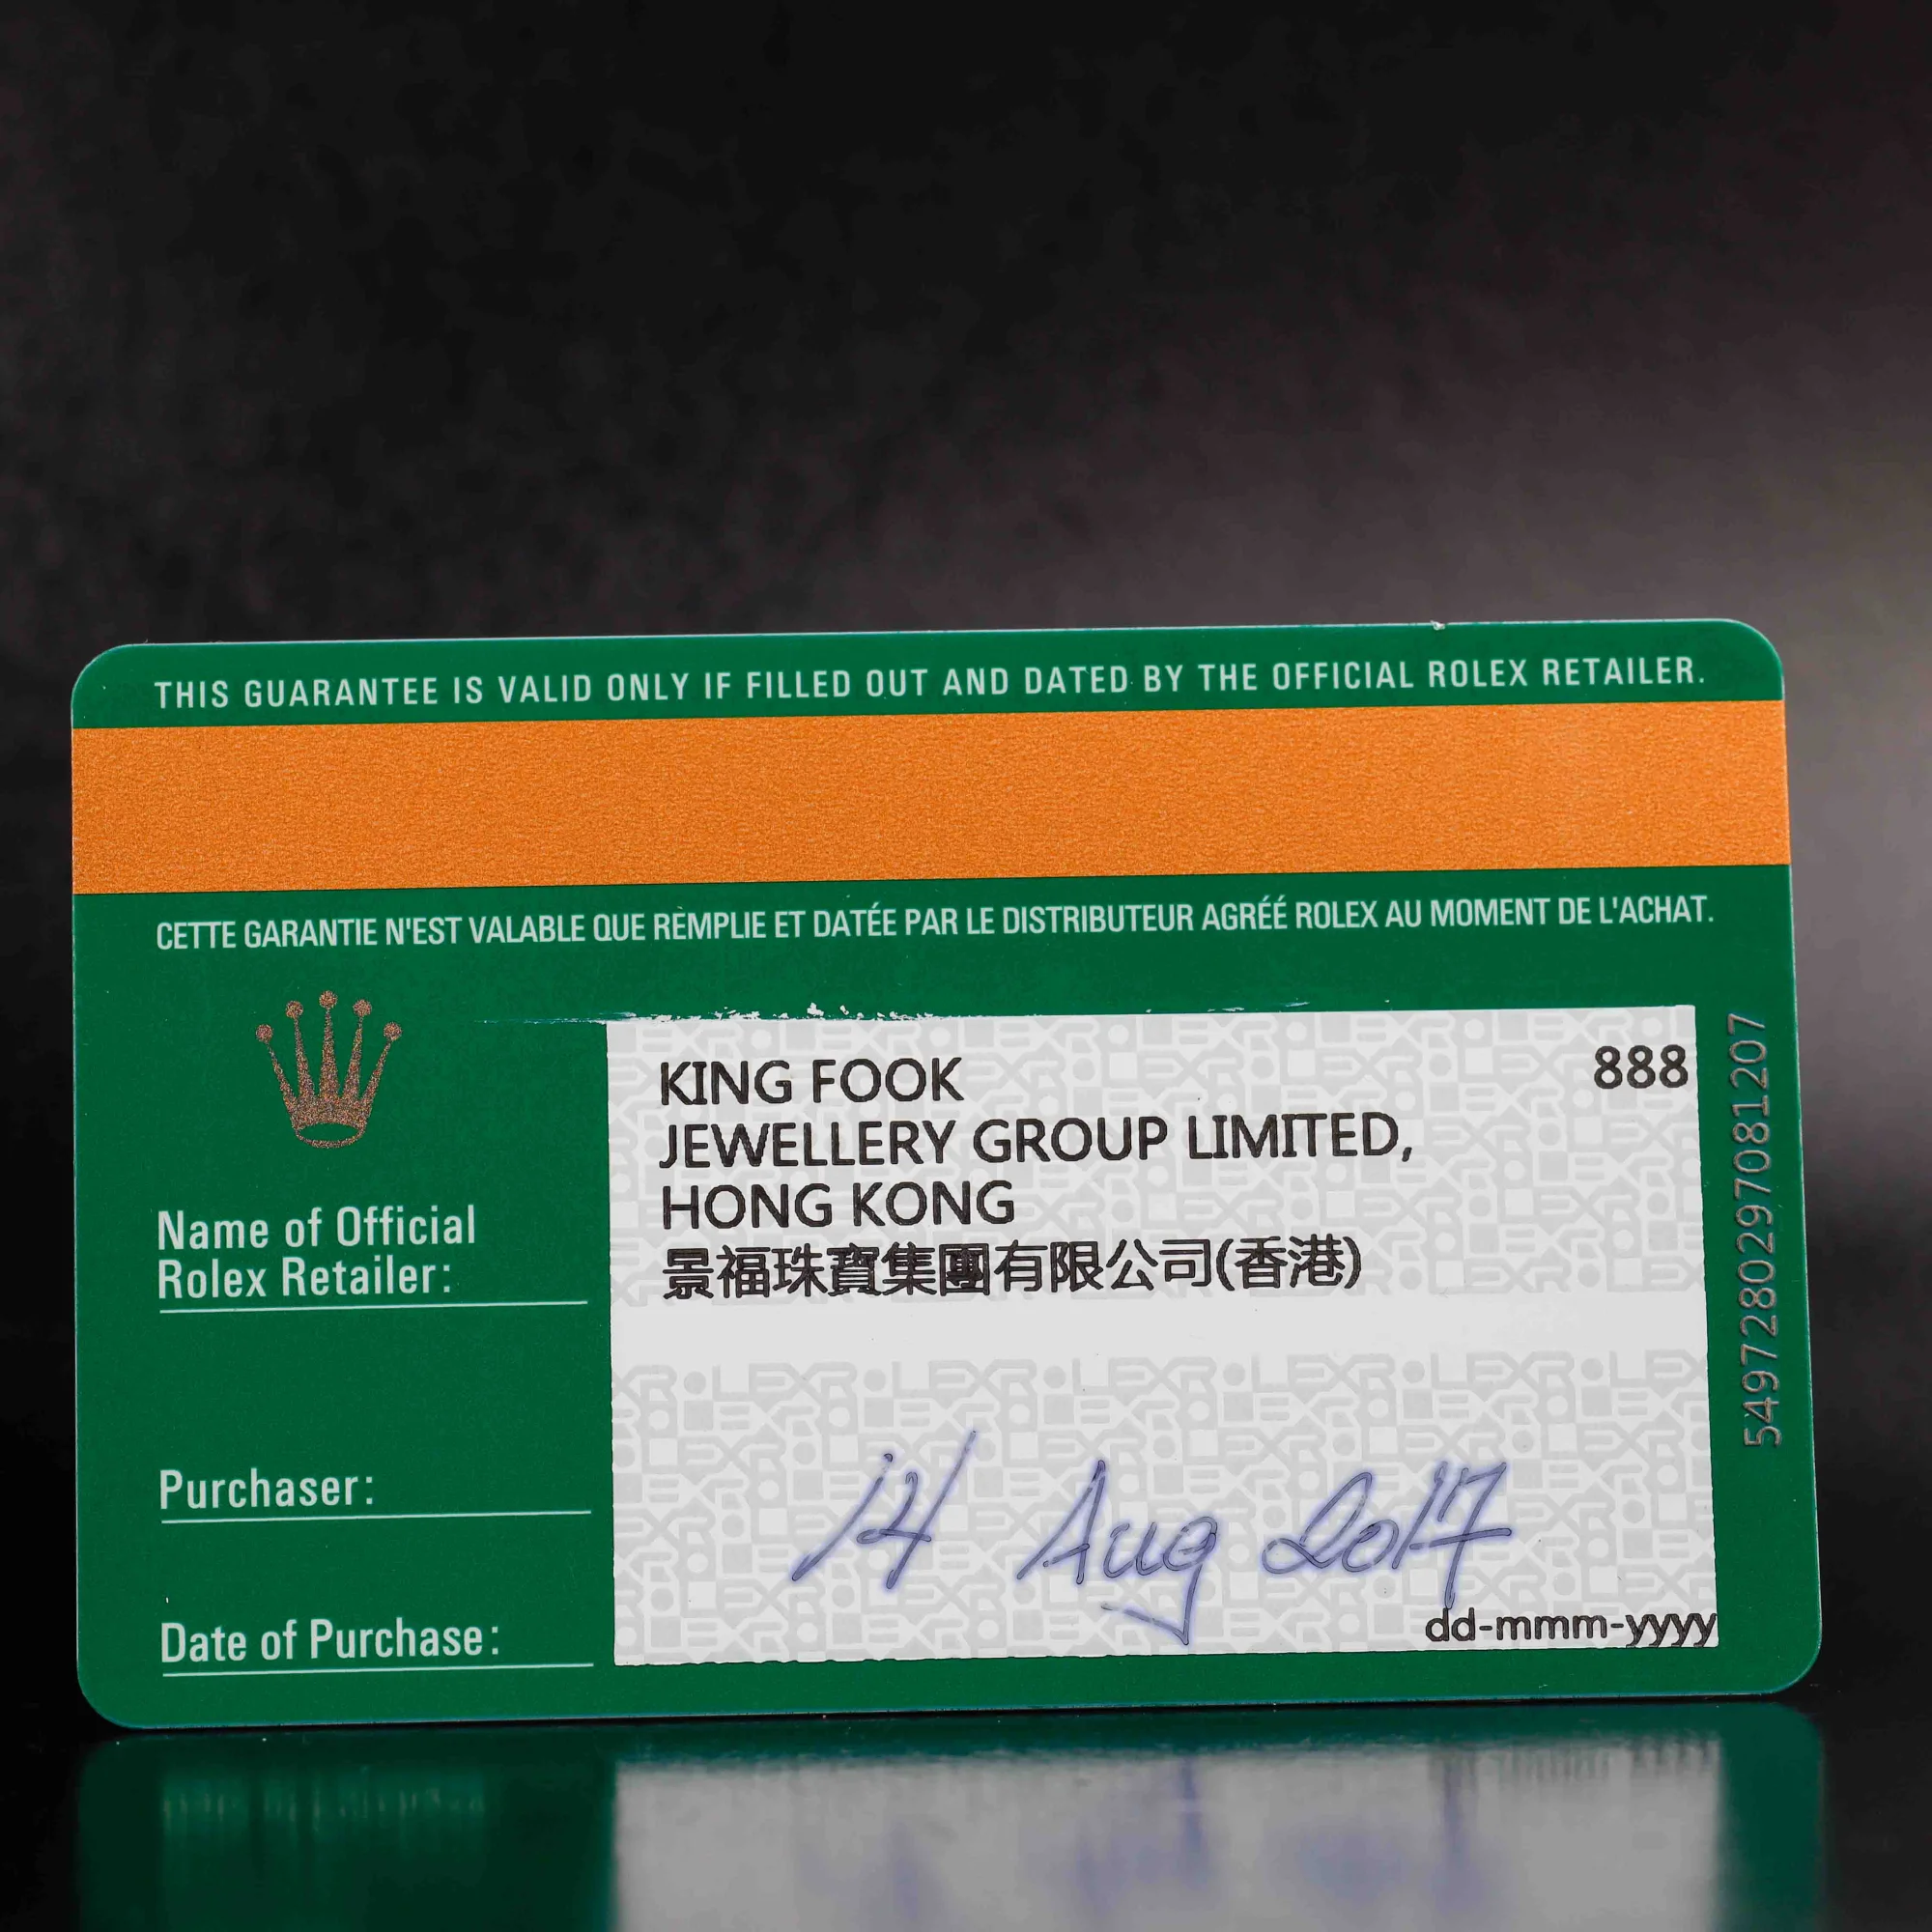 THIS GUARANTEE IS VALID ONLY IF FILLED OUT AND DATED BY THE OFFICIAL ROLEX RETAILER.
CETTE GARANTIE N'EST VALABLE QUE REMPLIE ET DATÉE PAR LE DISTRIBUTEUR AGRÉÉ ROLEX AU MOMENT DE L'ACHAT.
KING FOOK 888
JEWELLERY GROUP LIMITED,
HONG KONG
景福珠寶集團有限公司(香港)
Name of Official
Rolex Retailer:
Purchaser:
14 Aug 2017
dd-mmm-yyyy
Date of Purchase:
5497280297081207